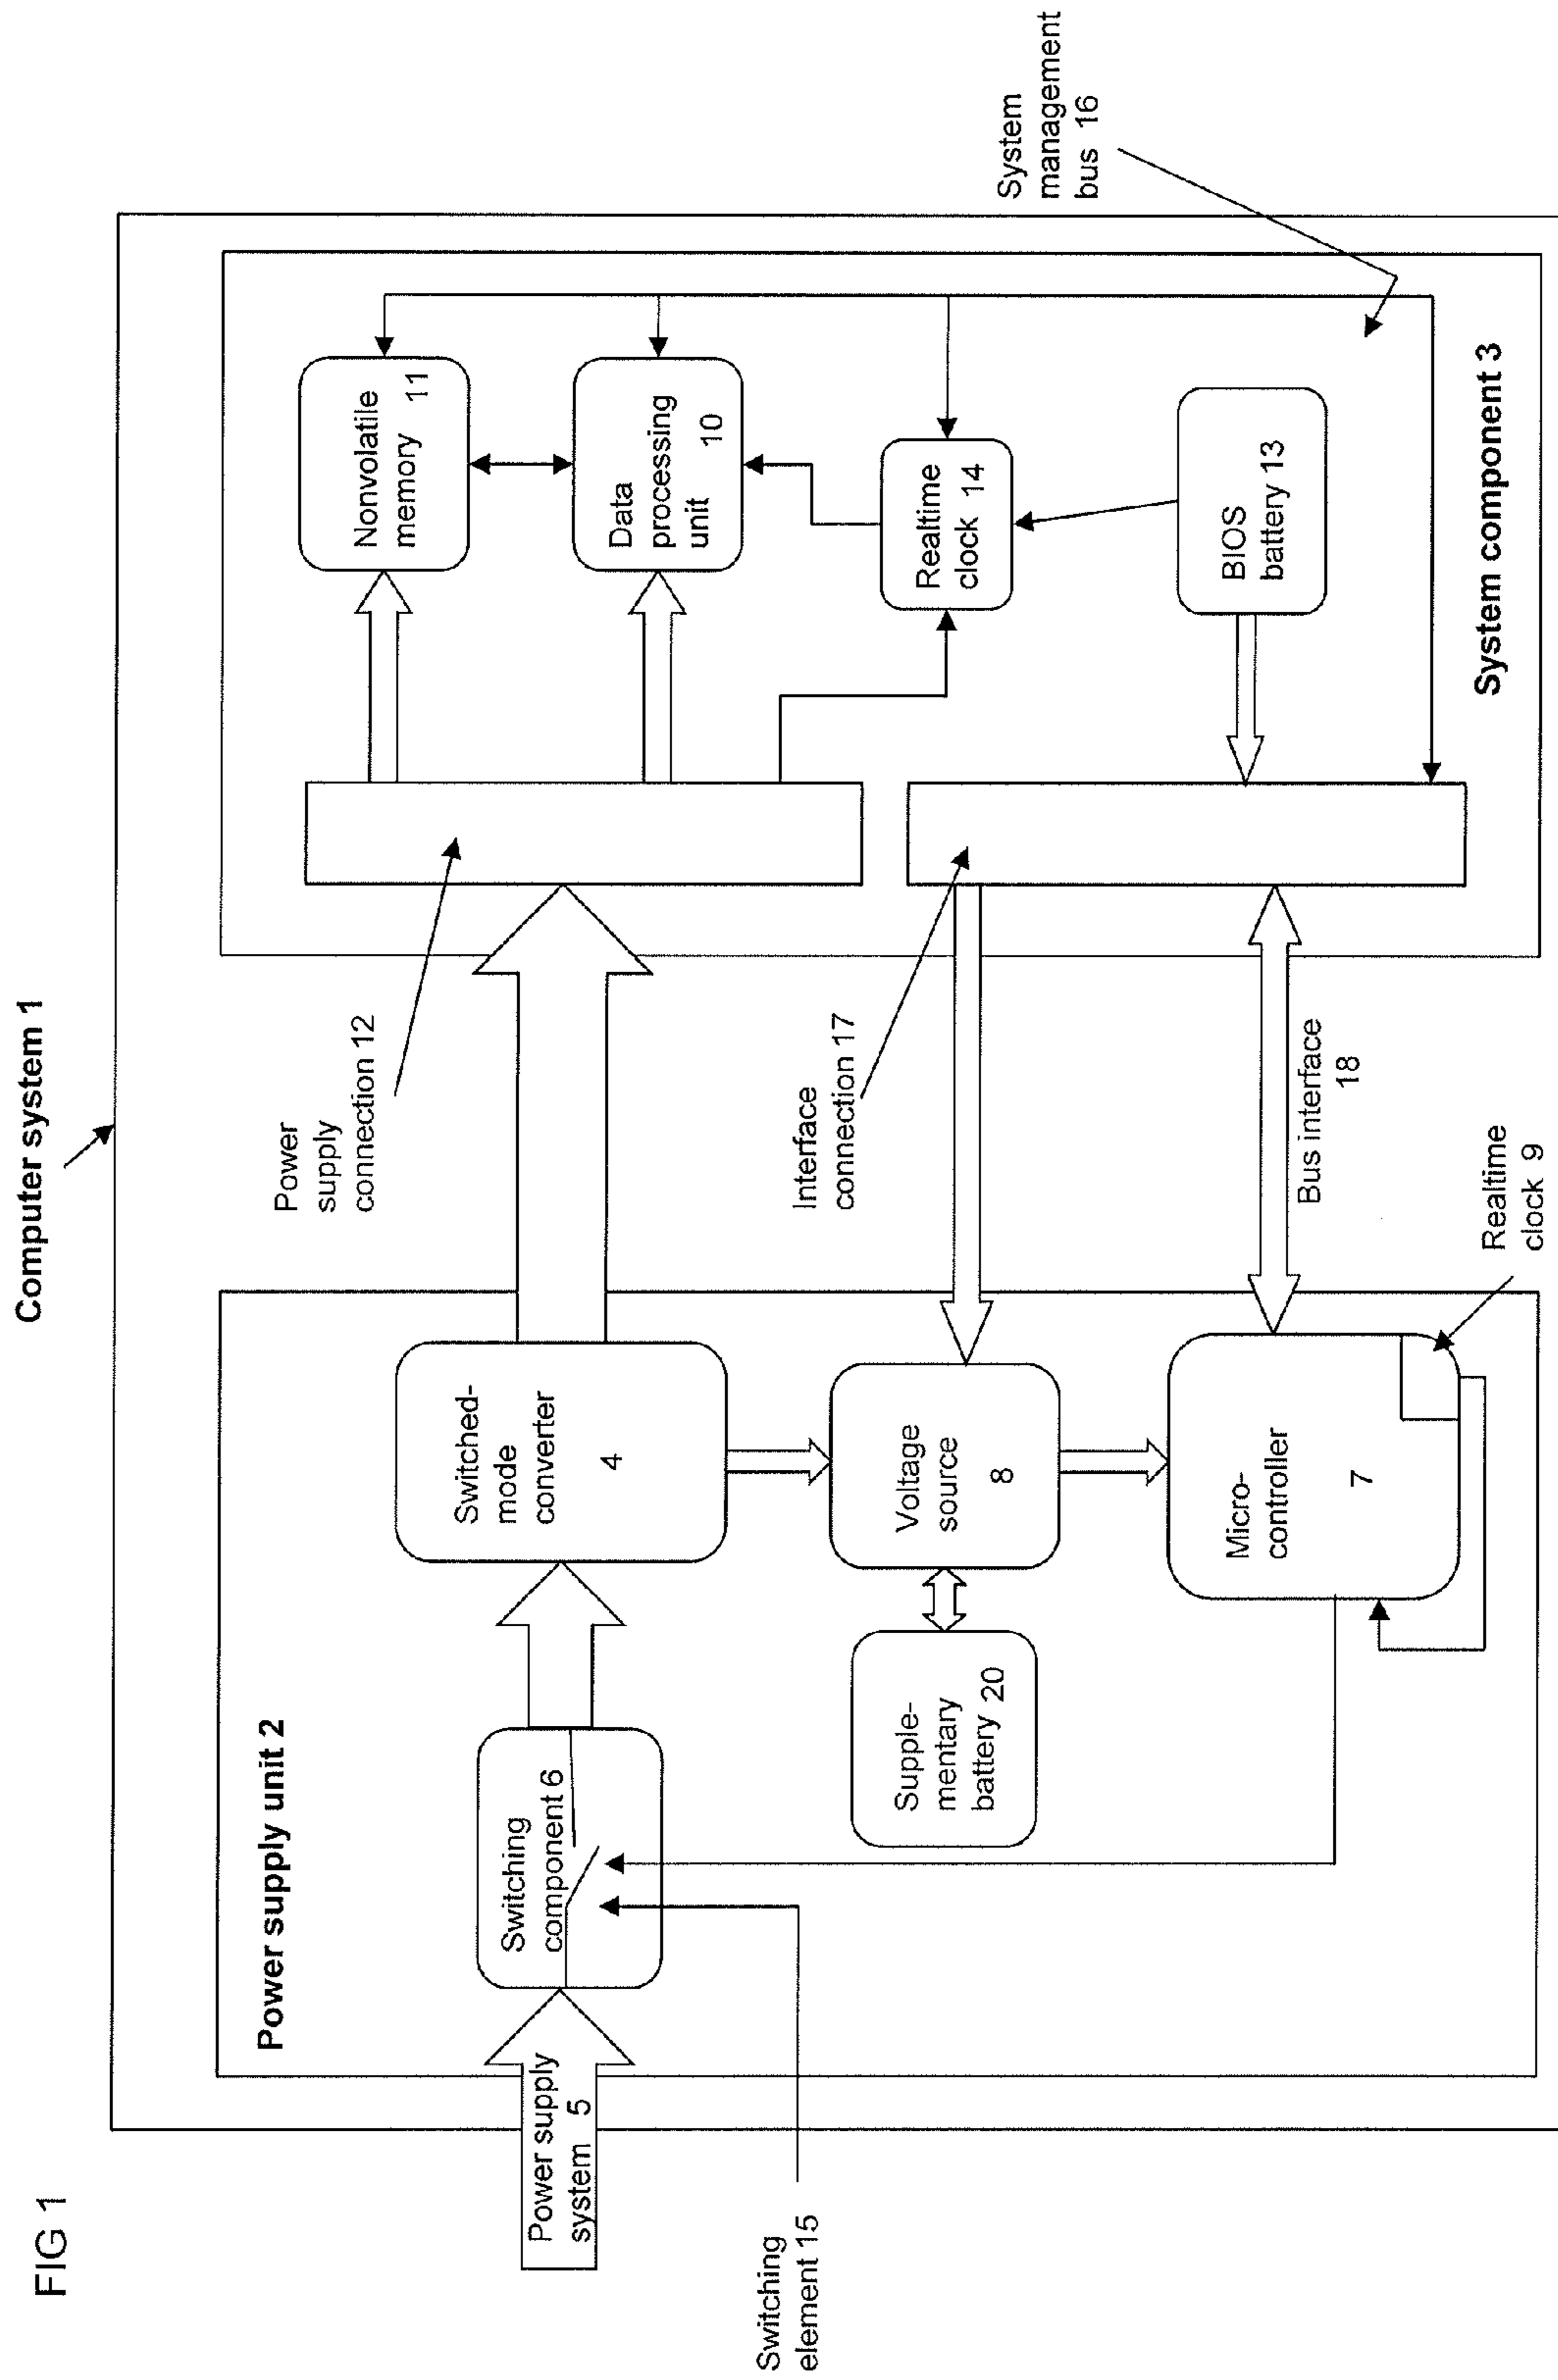 FIG 1
Computer system 1
Power supply unit 2
Power supply
system 5
Switching
element 15
Switching
component 6
Switched-
mode
converter
4
Supple-
mentary
battery 20
Voltage
source
8
Micro-
controller
7
Realtime
clock 9
Power
supply
connection 12
Interface
connection 17
Bus interface
18
Nonvolatile
memory 11
Data
processing
unit 10
Realtime
clock 14
BIOS
battery 13
System component 3
System
management
bus 16